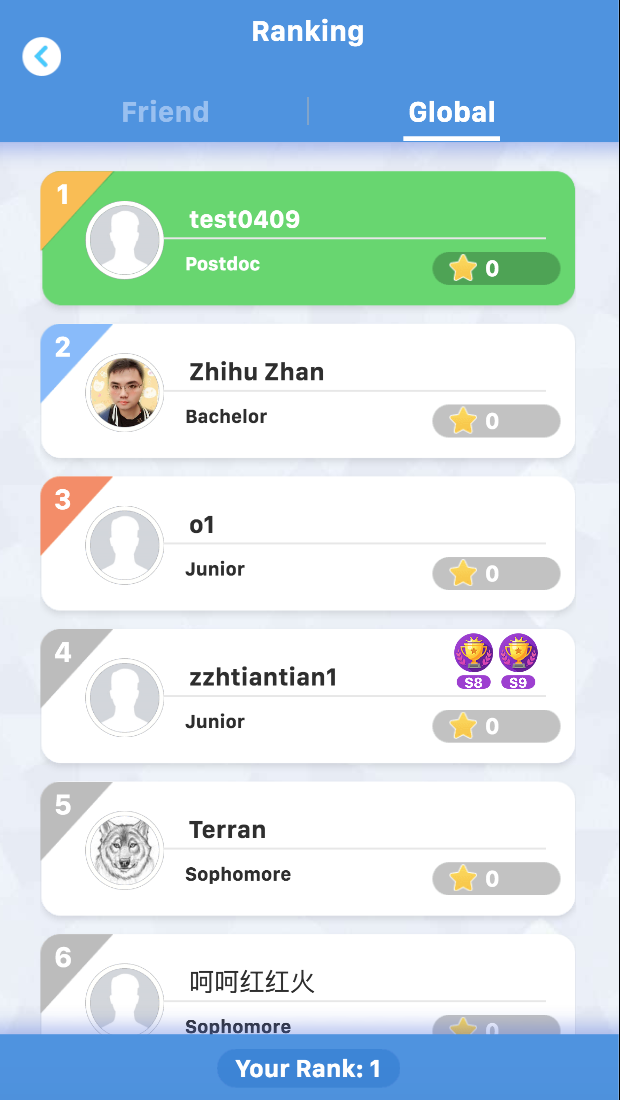 Ranking
Friend
Global
1
test0409
Postdoc
0
2
Zhihu Zhan
Bachelor
0
3
o1
Junior
0
4
zzhtiantian1
S8 S9
Junior
0
5
Terran
Sophomore
0
6
呵呵红红火
Sophomore
0
Your Rank: 1